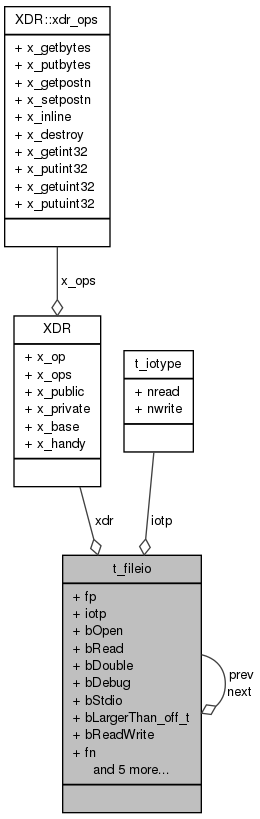 XDR::xdr_ops
+ x_getbytes
+ x_putbytes
+ x_getpostn
+ x_setpostn
+ x_inline
+ x_destroy
+ x_getint32
+ x_putint32
+ x_getuint32
+ x_putuint32
x_ops
XDR
+ x_op
+ x_ops
+ x_public
+ x_private
+ x_base
+ x_handy
t_iotype
+ nread
+ nwrite
xdr
iotp
t_fileio
+ fp
+ iotp
+ bOpen
+ bRead
+ bDouble
+ bDebug
+ bStdio
+ bLargerThan_off_t
+ bReadWrite
+ fn
and 5 more...
prev
next